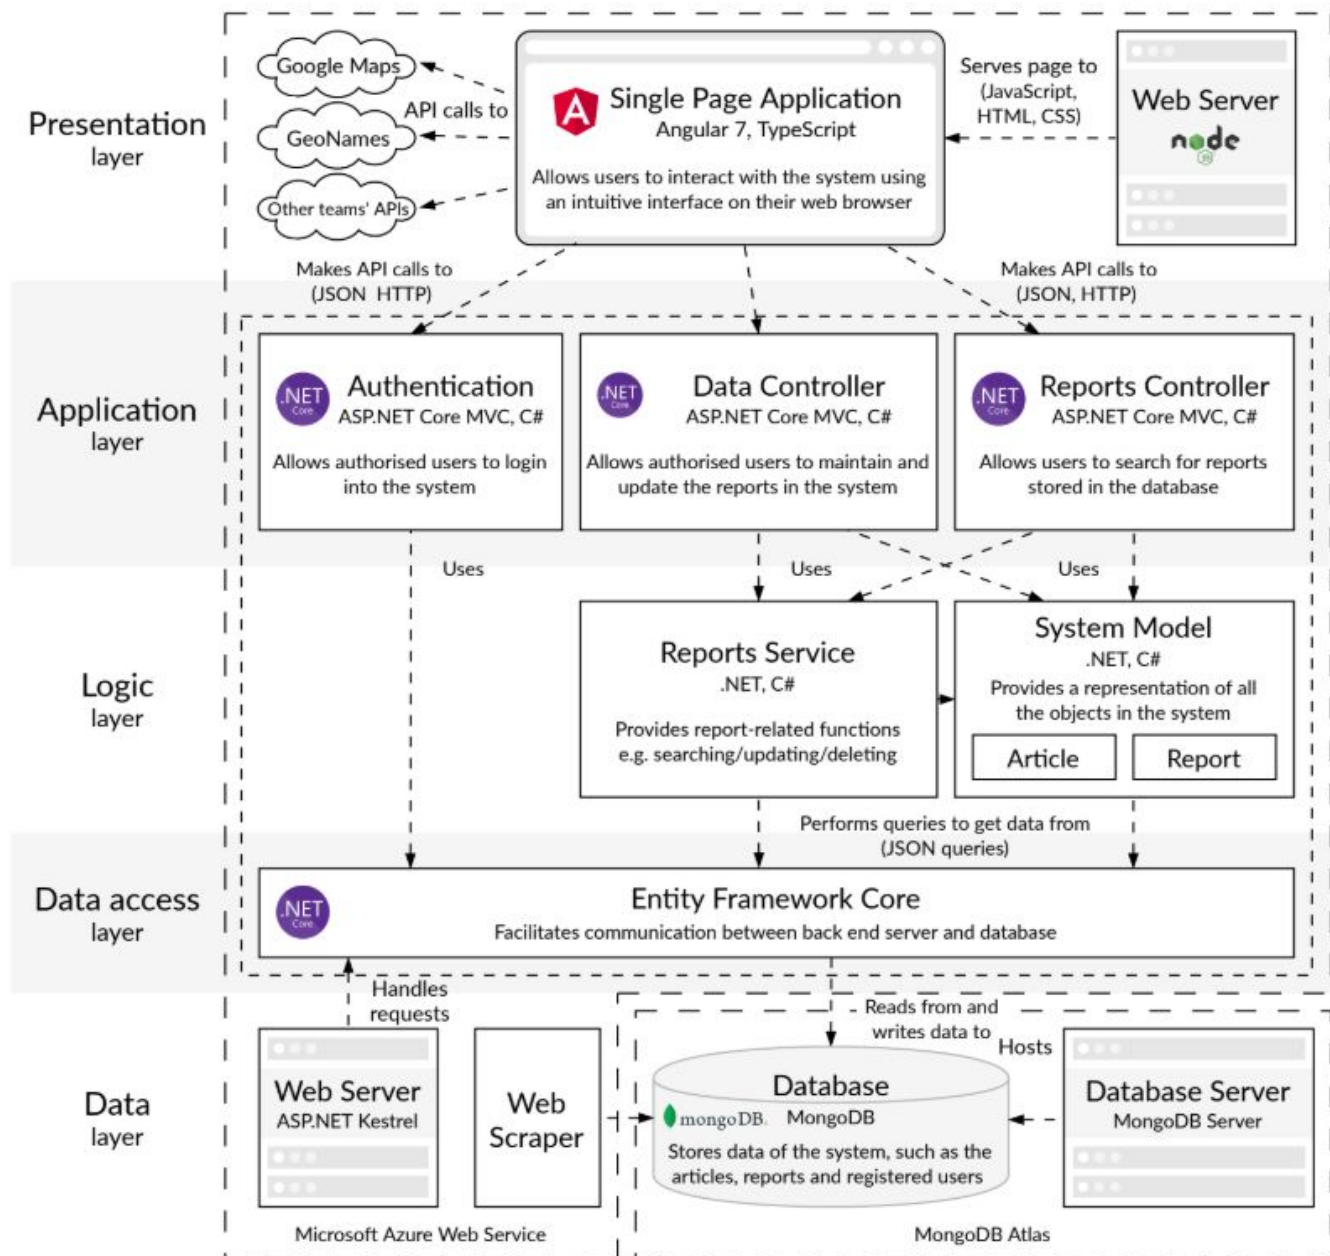 Presentation
layer
Google Maps
GeoNames
Other teams' APIs
API calls to
Single Page Application
Angular 7, TypeScript
Allows users to interact with the system using
an intuitive interface on their web browser
Serves page to
(JavaScript,
HTML, CSS)
Web Server
node
JS
Makes API calls to
(JSON HTTP)
Makes API calls to
(JSON, HTTP)
Application
layer
.NET
Core
Authentication
ASP.NET Core MVC, C#
Allows authorised users to login
into the system
.NET
Core
Data Controller
ASP.NET Core MVC, C#
Allows authorised users to maintain and
update the reports in the system
.NET
Core
Reports Controller
ASP.NET Core MVC, C#
Allows users to search for reports
stored in the database
Uses
Uses
Uses
Logic
layer
Reports Service
.NET, C#
Provides report-related functions
e.g. searching/updating/deleting
System Model
.NET, C#
Provides a representation of all
the objects in the system
Article
Report
Performs queries to get data from
(JSON queries)
Data access
layer
.NET
Core
Entity Framework Core
Facilitates communication between back end server and database
Handles
requests
Reads from and
writes data to
Hosts
Data
layer
Web Server
ASP.NET Kestrel
Web
Scraper
Database
mongoDB. MongoDB
Stores data of the system, such as the
articles, reports and registered users
Database Server
MongoDB Server
Microsoft Azure Web Service
MongoDB Atlas